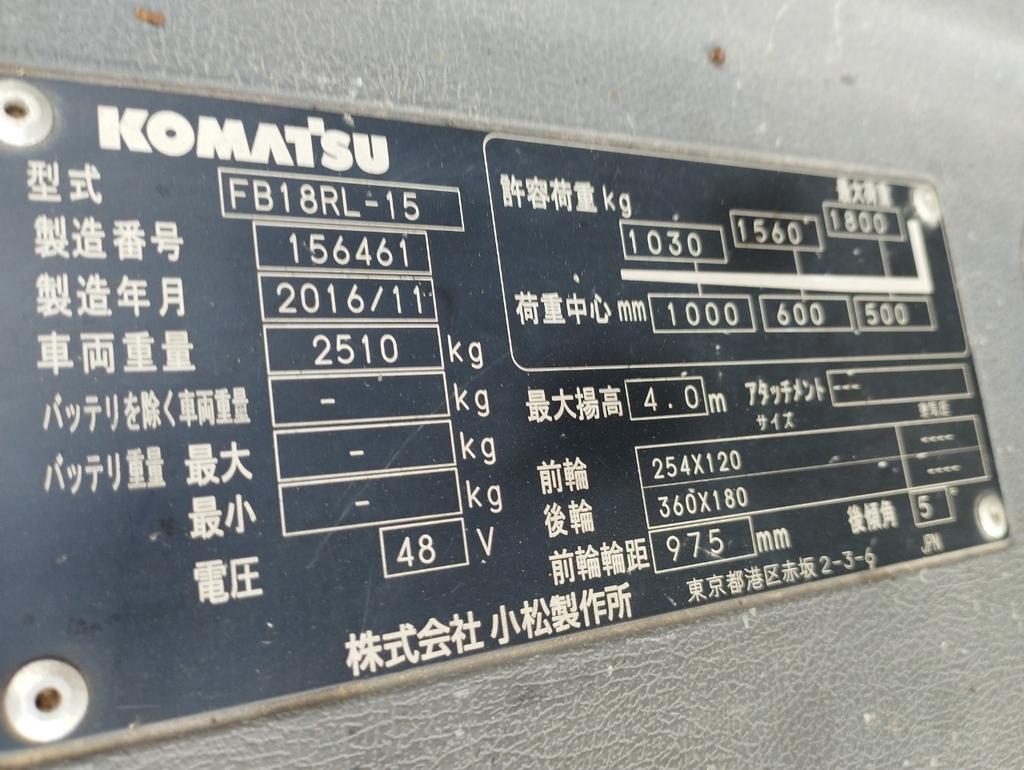 KOMATSU
型式 FB18RL-15
製造番号 156461
製造年月 2016/11
車両重量 2510 kg
バッテリを除く車両重量 - kg
バッテリ重量 最大 - kg
最小 - kg
電圧 48 V
許容荷重 kg 1030 1560 最大荷重 1800
荷重中心 mm 1000 600 500
最大揚高 4.0 m アタッチメント ---
サイズ
前輪 254X120 ----
後輪 360X180 ----
前輪輪距 975 mm 後傾角 5°
株式会社 小松製作所 東京都港区赤坂2-3-6 JPN